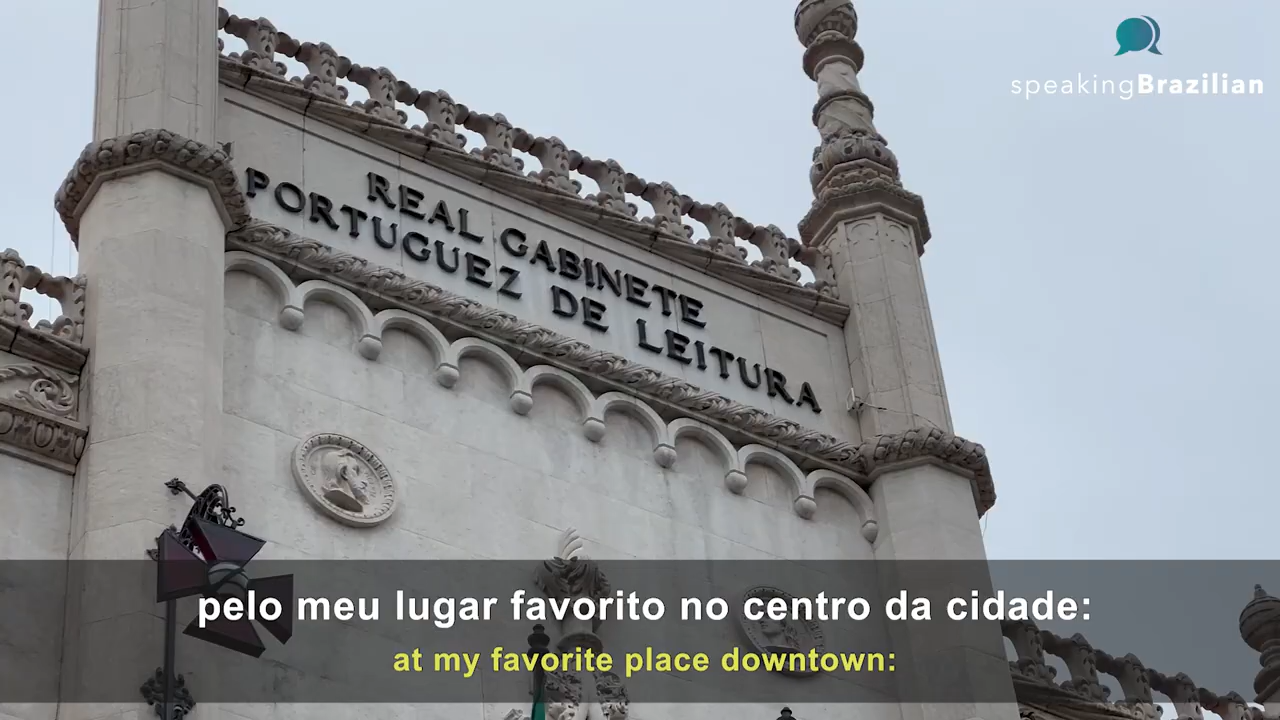 speakingBrazilian
REAL GABINETE
PORTUGUEZ DE LEITURA
pelo meu lugar favorito no centro da cidade:
at my favorite place downtown: